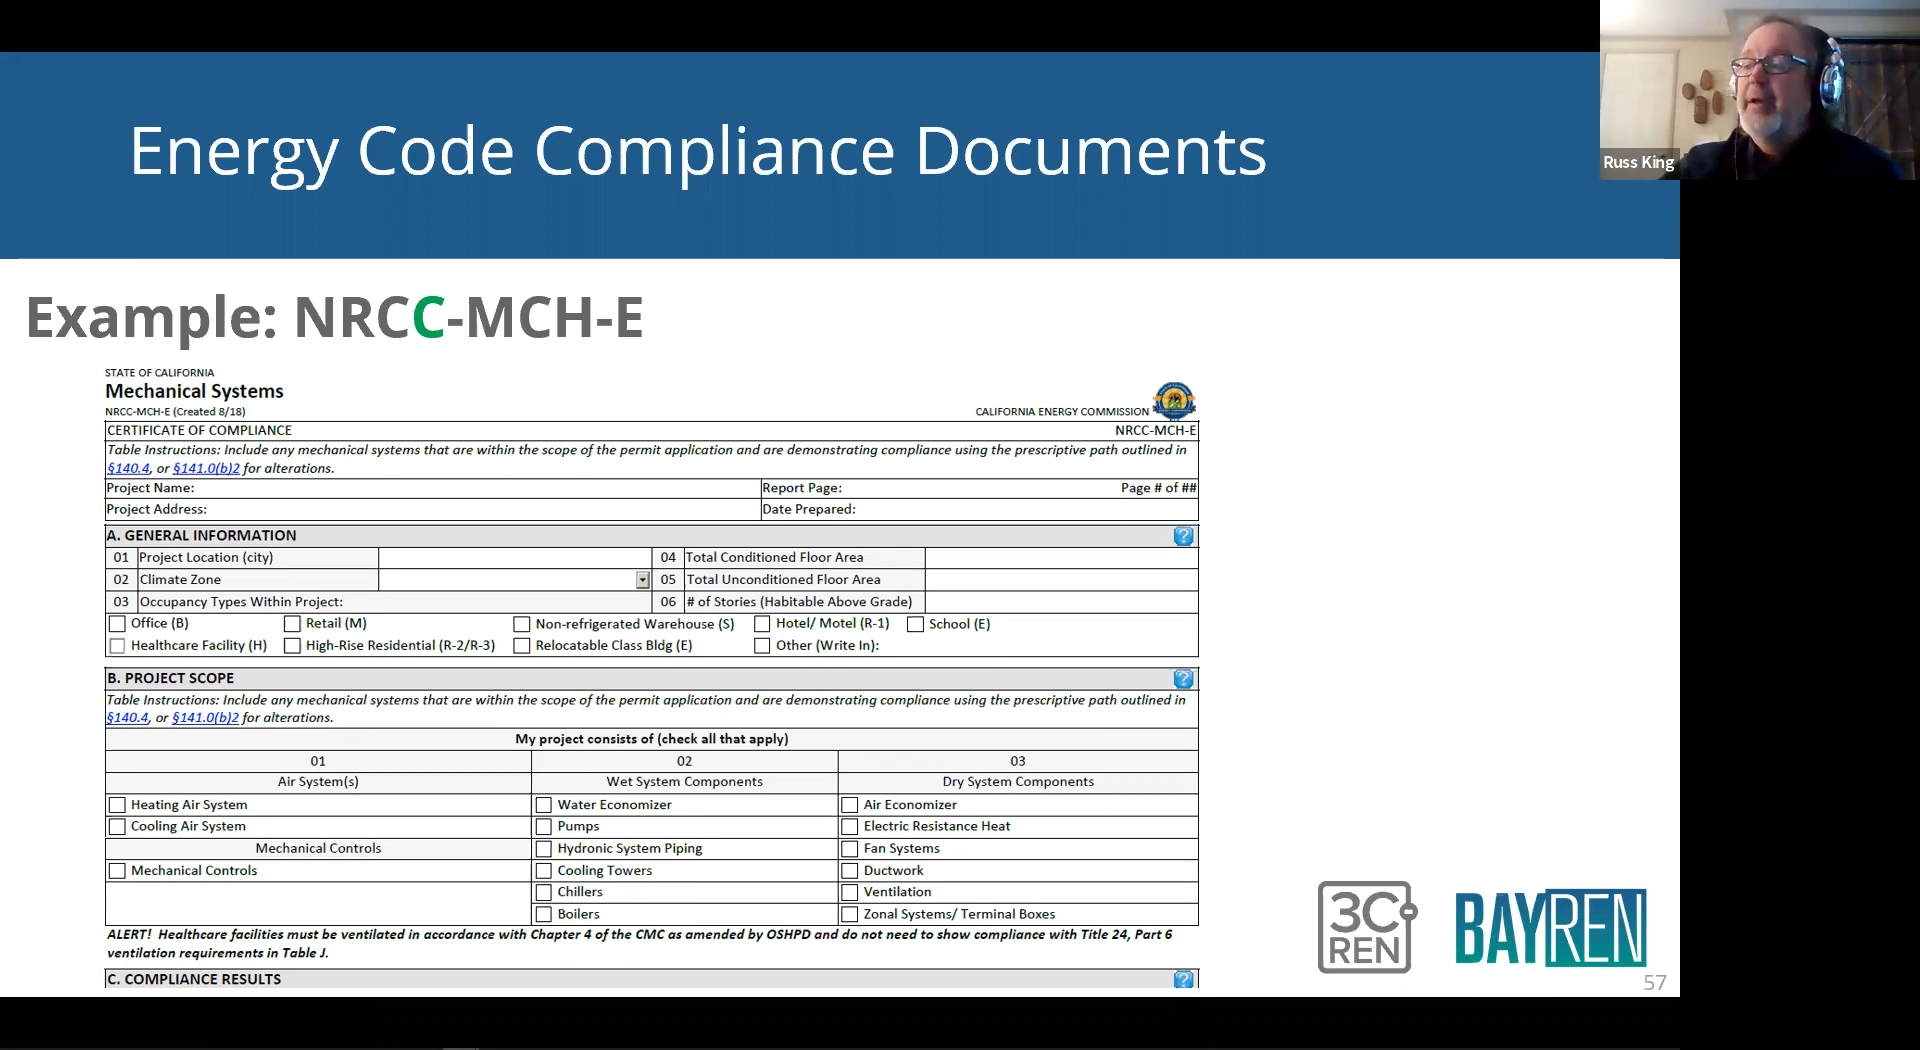 Energy Code Compliance Documents
Russ King
Example: NRCC-MCH-E
STATE OF CALIFORNIA
Mechanical Systems
NRCC-MCH-E (Created 8/18)
CALIFORNIA ENERGY COMMISSION
CERTIFICATE OF COMPLIANCE NRCC-MCH-E
Table Instructions: Include any mechanical systems that are within the scope of the permit application and are demonstrating compliance using the prescriptive path outlined in
§140.4, or §141.0(b)2 for alterations.
Project Name: Report Page: Page # of ##
Project Address: Date Prepared:
A. GENERAL INFORMATION ?
01 Project Location (city) 04 Total Conditioned Floor Area
02 Climate Zone 05 Total Unconditioned Floor Area
03 Occupancy Types Within Project: 06 # of Stories (Habitable Above Grade)
Office (B) Retail (M) Non-refrigerated Warehouse (S) Hotel/ Motel (R-1) School (E)
Healthcare Facility (H) High-Rise Residential (R-2/R-3) Relocatable Class Bldg (E) Other (Write In):
B. PROJECT SCOPE ?
Table Instructions: Include any mechanical systems that are within the scope of the permit application and are demonstrating compliance using the prescriptive path outlined in
§140.4, or §141.0(b)2 for alterations.
My project consists of (check all that apply)
01 02 03
Air System(s) Wet System Components Dry System Components
Heating Air System Water Economizer Air Economizer
Cooling Air System Pumps Electric Resistance Heat
Mechanical Controls Hydronic System Piping Fan Systems
Mechanical Controls Cooling Towers Ductwork
Chillers Ventilation
Boilers Zonal Systems/ Terminal Boxes
ALERT! Healthcare facilities must be ventilated in accordance with Chapter 4 of the CMC as amended by OSHPD and do not need to show compliance with Title 24, Part 6
ventilation requirements in Table J.
C. COMPLIANCE RESULTS ?
3C
REN
BAYREN
57